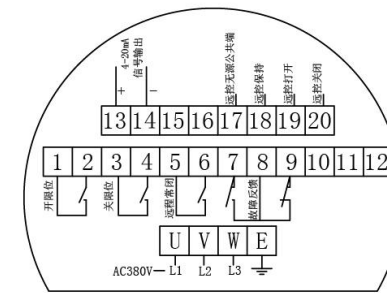 4-20mA
信号输出
+
−
远控无源公共端
远控保持
远控打开
远控关闭
13 14 15 16 17 18 19 20
1 2 3 4 5 6 7 8 9 10 11 12
开限位
关限位
远程常闭
故障反馈
U V W E
AC380V L1 L2 L3